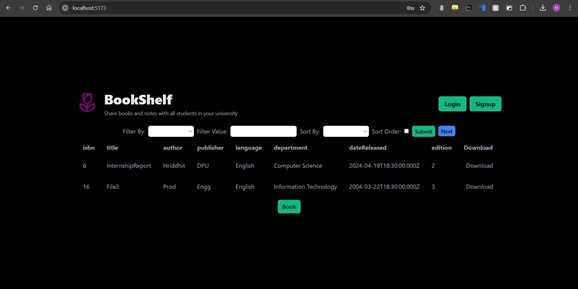 localhost:5173
BookShelf
Share books and notes with all students in your university
Login Signup
Filter By: Filter Value: Sort By: Sort Order: Submit Next
isbn title author publisher language department dateReleased edition Download
6 InternshipReport Hriddhit DPU English Computer Science 2024-04-19T18:30:00.000Z 2 Download
16 File2 Prod Engg English Information Technology 2004-03-22T18:30:00.000Z 3 Download
Book